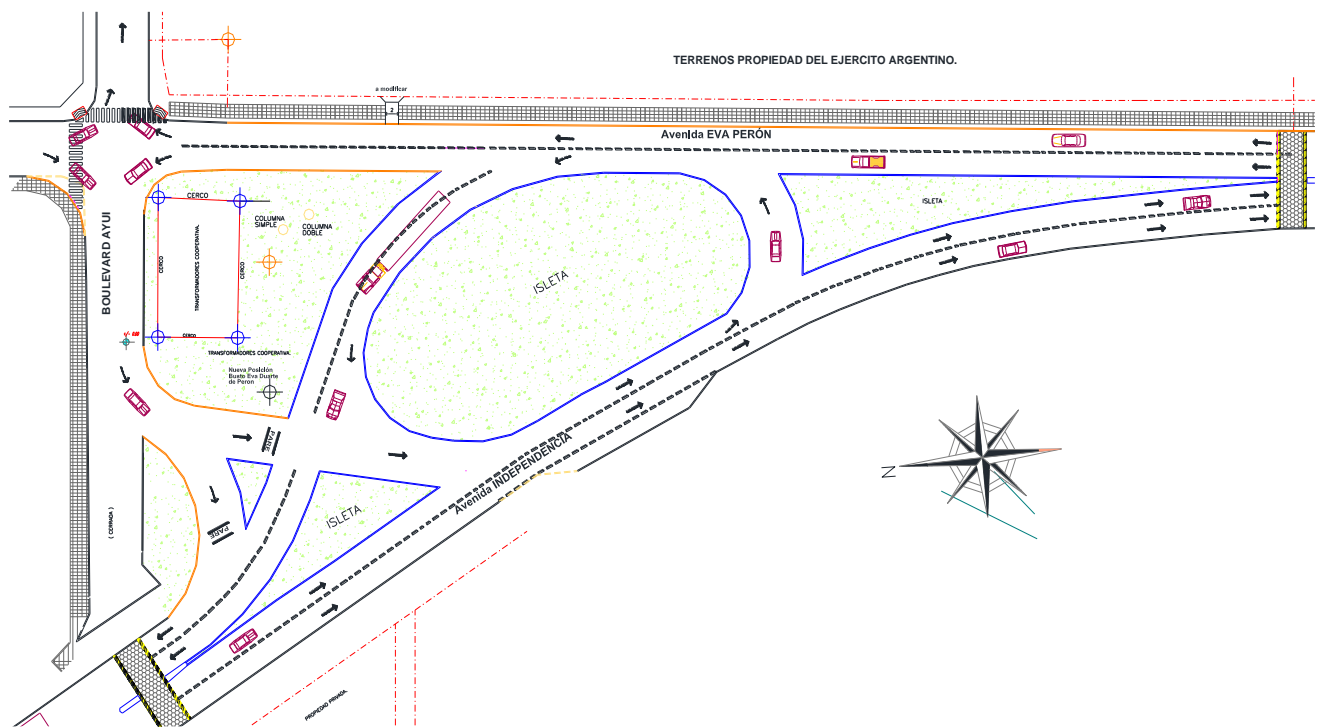 TERRENOS PROPIEDAD DEL EJERCITO ARGENTINO.
a modificar
2
Avenida EVA PERÓN
CERCO
COLUMNA
SIMPLE
COLUMNA
DOBLE
ISLETA
BOULEVARD AYUI
CERCO
TRANSFORMADORES COOPERATIVA.
CERCO
ISLETA
CERCO
TRANSFORMADORES COOPERATIVA.
Nueva Posición
Busto Eva Duarte
de Peron
PARE
Avenida INDEPENDENCIA
N
( CERRADA )
PARE
ISLETA
PROPIEDAD PRIVADA.